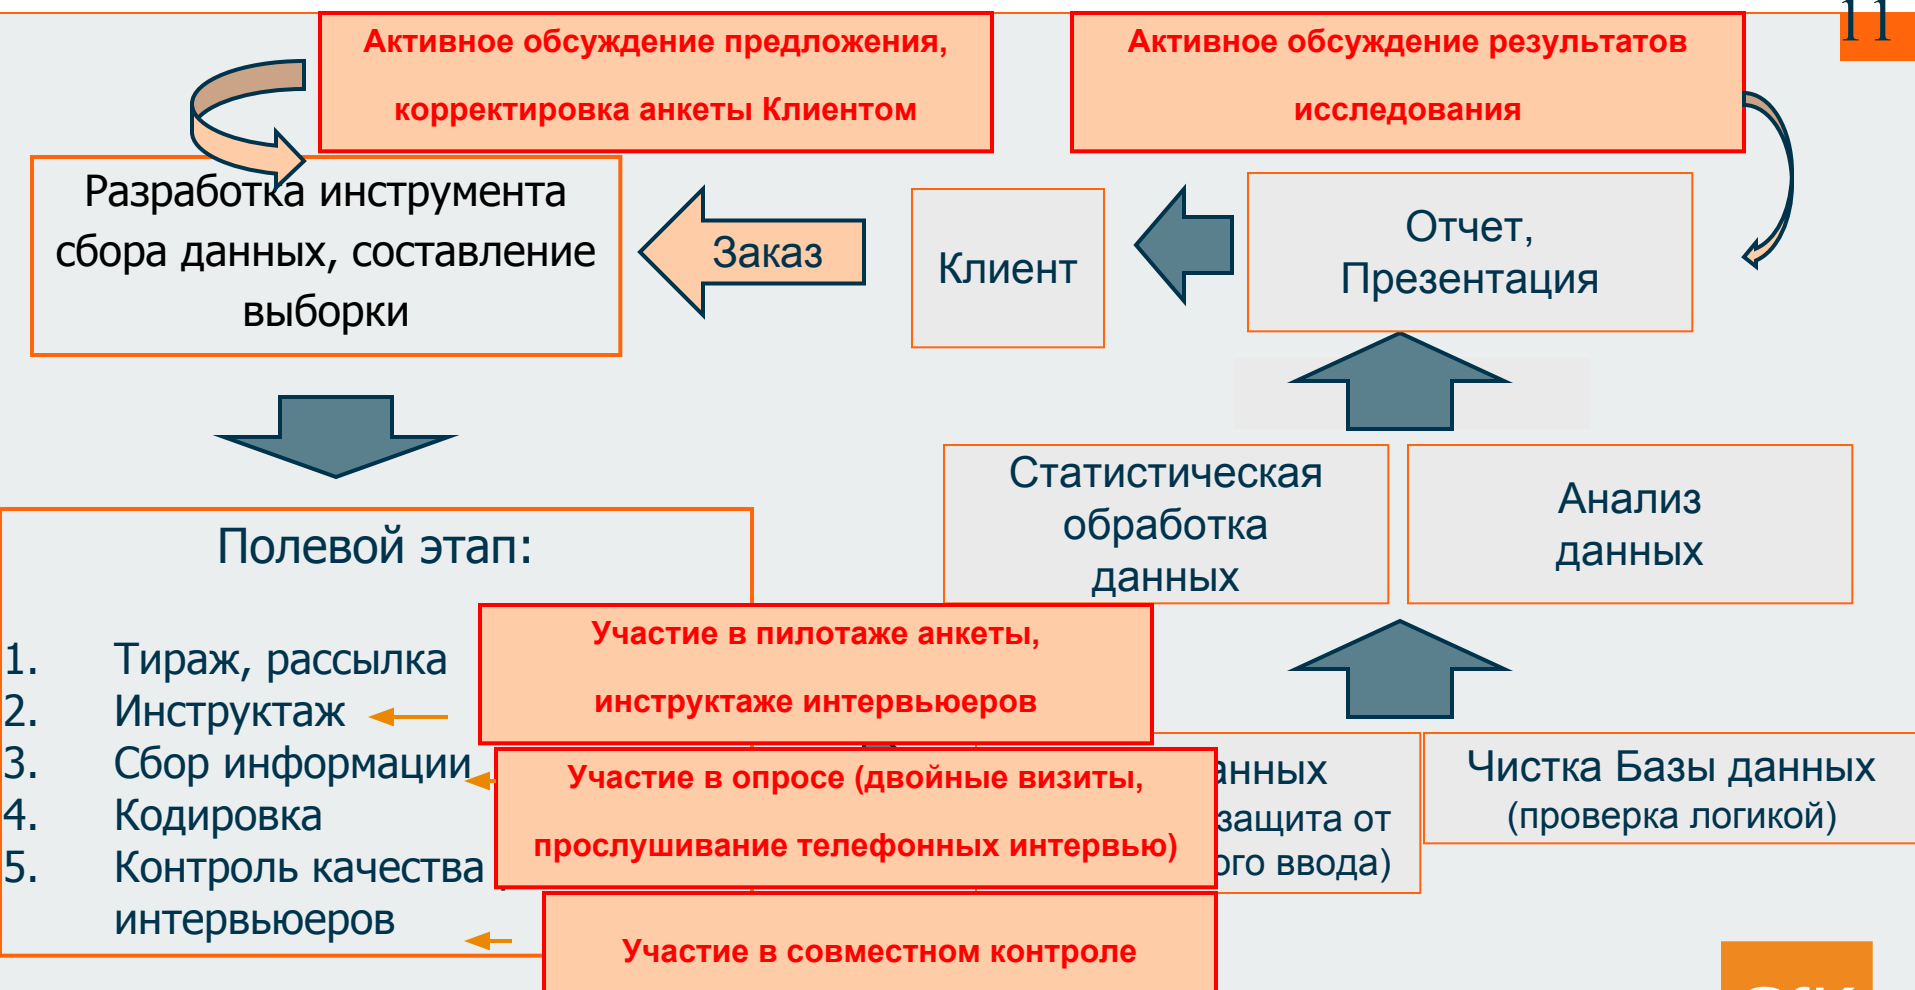 11
Активное обсуждение предложения,
корректировка анкеты Клиентом
Активное обсуждение результатов
исследования
Разработка инструмента
сбора данных, составление
выборки
Заказ
Клиент
Отчет,
Презентация
Статистическая
обработка
данных
Анализ
данных
Полевой этап:
1. Тираж, рассылка
2. Инструктаж
3. Сбор информации
4. Кодировка
5. Контроль качества
интервьюеров
Участие в пилотаже анкеты,
инструктаже интервьюеров
Участие в опросе (двойные визиты,
прослушивание телефонных интервью)
Участие в совместном контроле
защита от
ввода)
Чистка Базы данных
(проверка логикой)